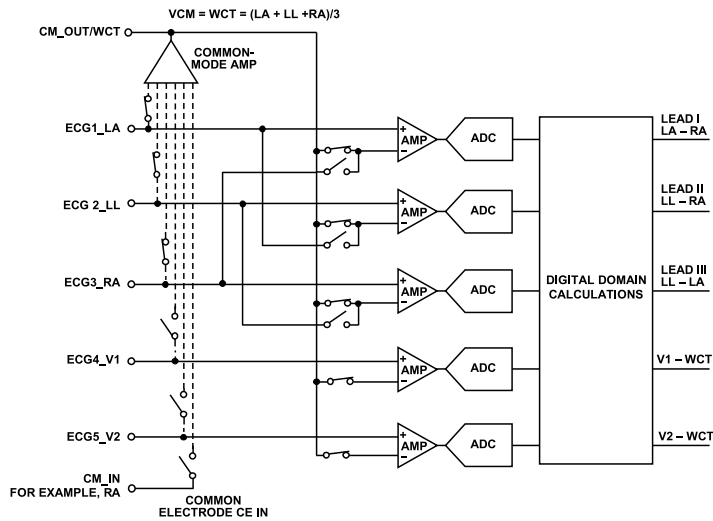 VCM = WCT = (LA + LL +RA)/3
CM_OUT/WCT
COMMON-
MODE AMP
ECG1_LA
+
AMP
–
ADC
LEAD I
LA – RA
ECG 2_LL
+
AMP
–
ADC
LEAD II
LL – RA
ECG3_RA
+
AMP
–
ADC
DIGITAL DOMAIN
CALCULATIONS
LEAD III
LL – LA
ECG4_V1
+
AMP
–
ADC
V1 – WCT
ECG5_V2
+
AMP
–
ADC
V2 – WCT
CM_IN
FOR EXAMPLE, RA
COMMON
ELECTRODE CE IN